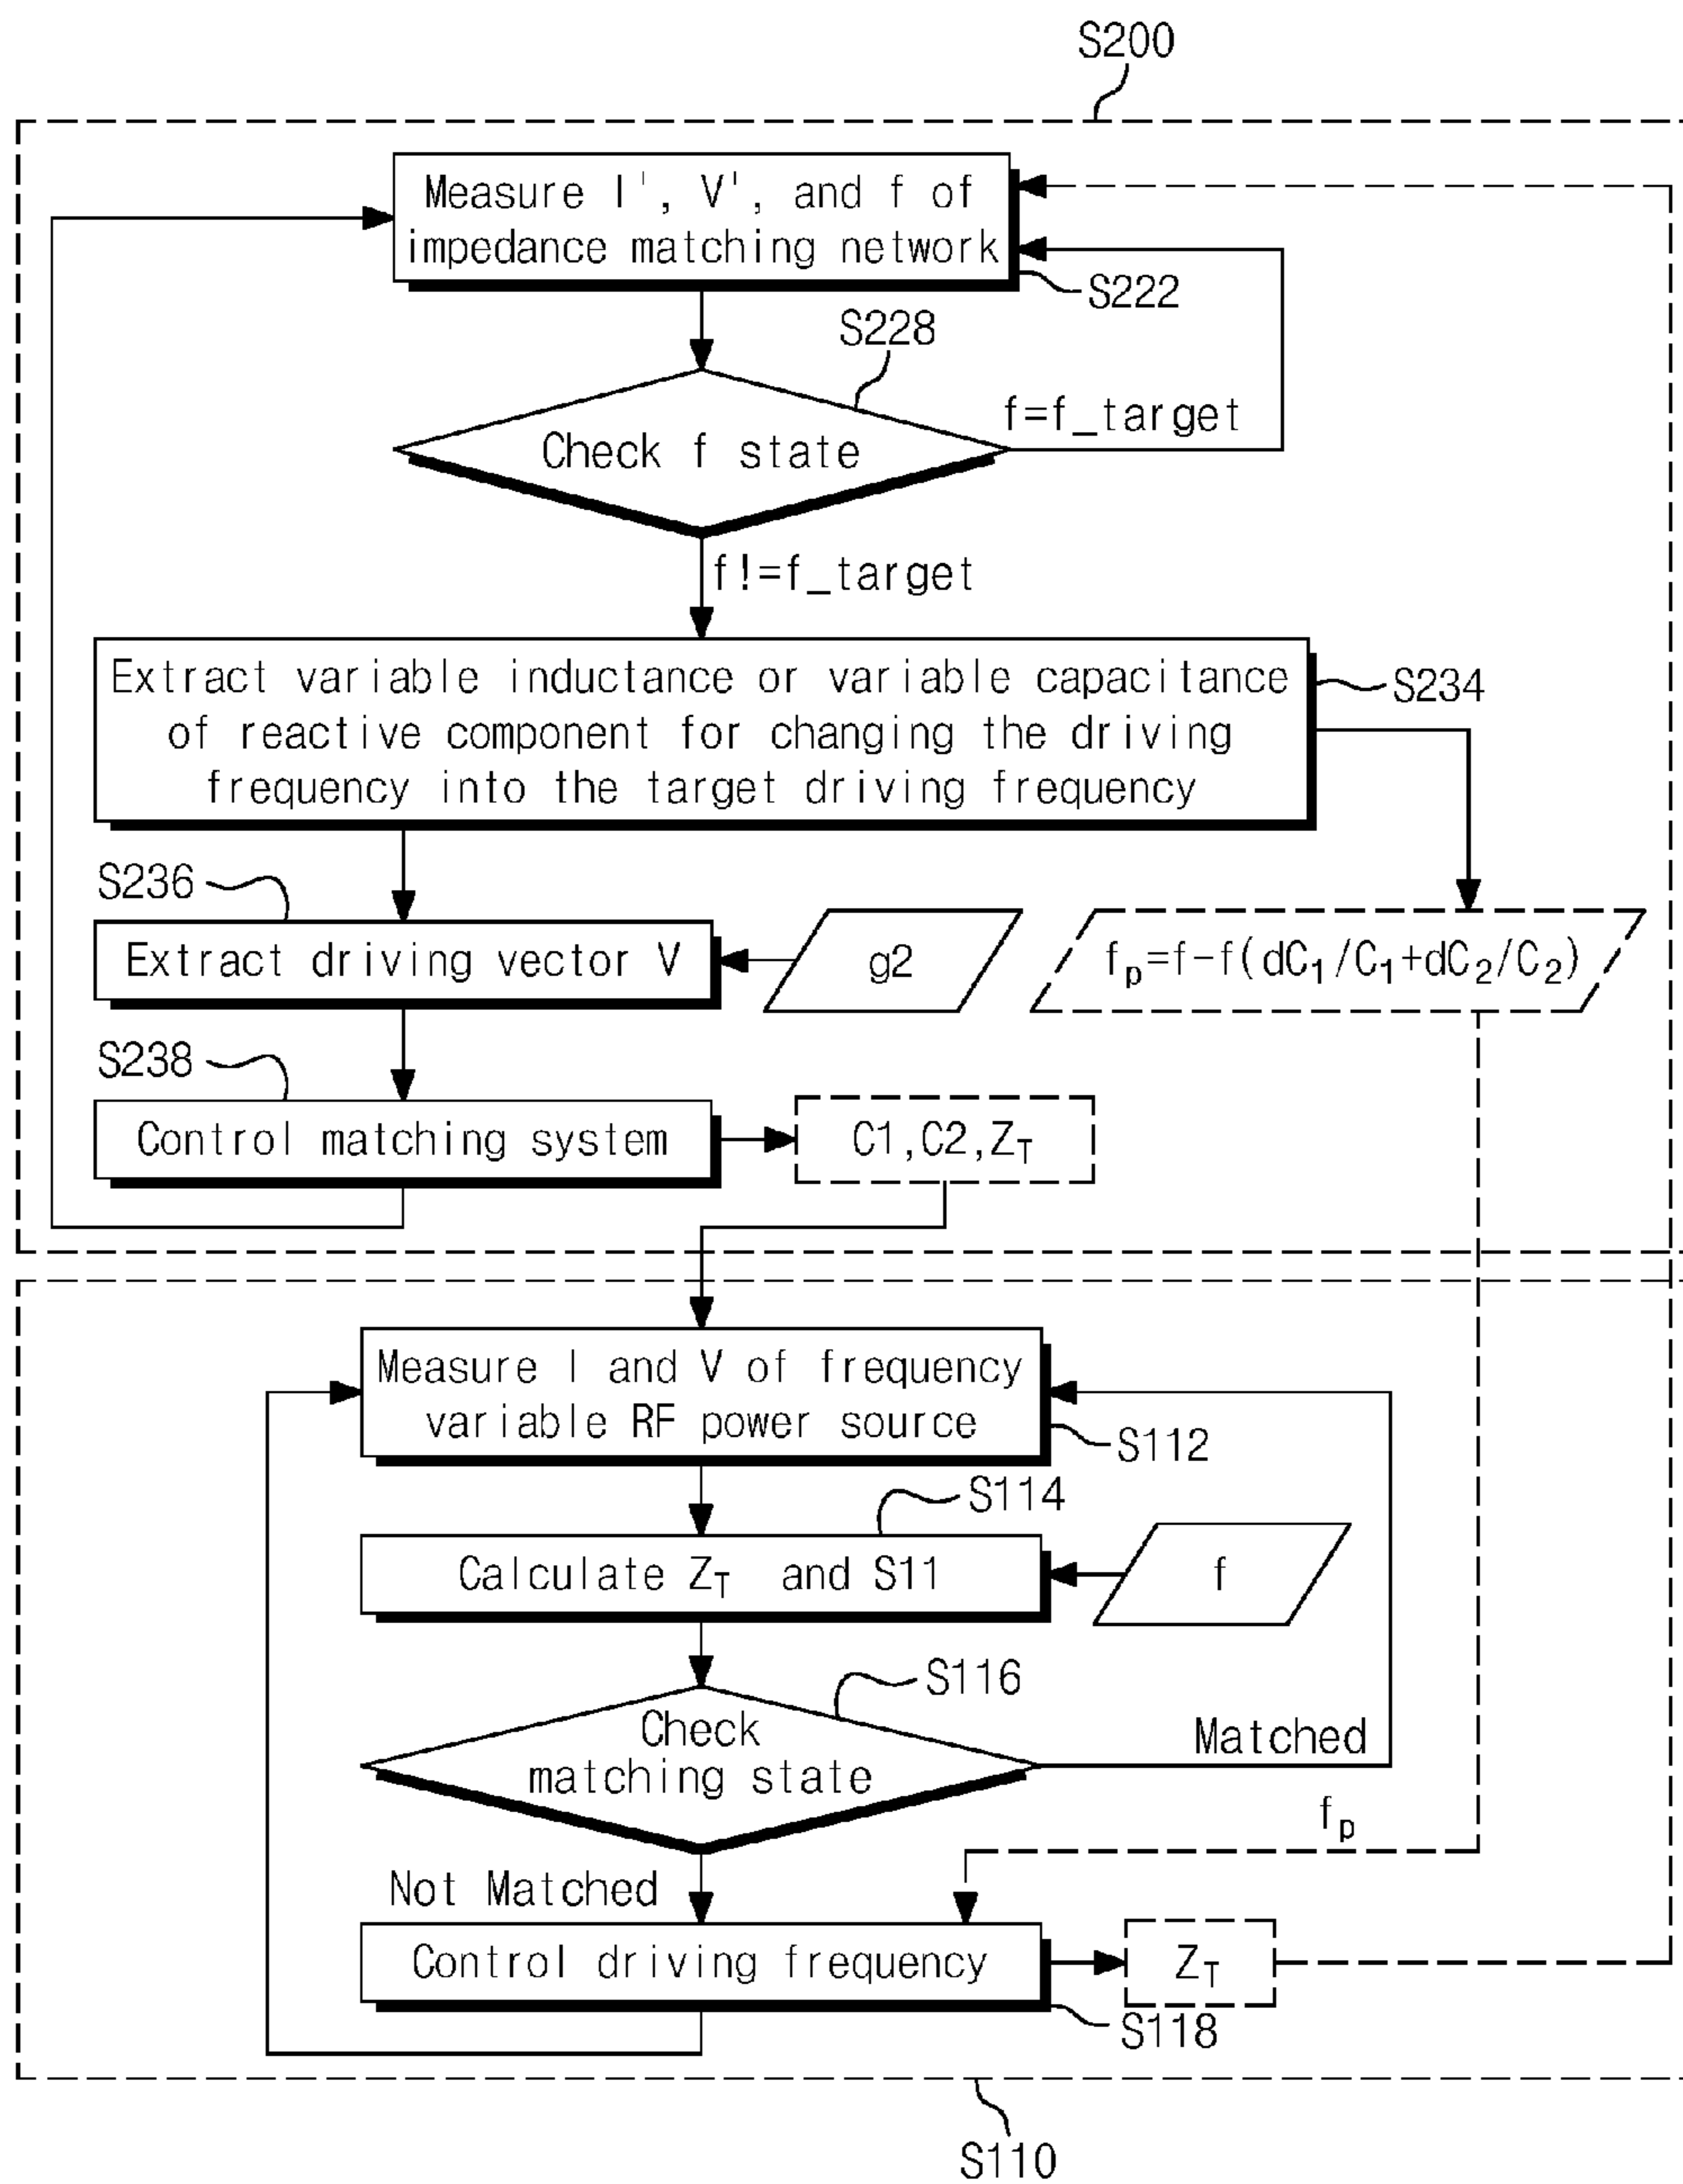 S200
Measure I', V', and f of
impedance matching network
S222
S228
Check f state
f=f_target
f!=f_target
Extract variable inductance or variable capacitance
of reactive component for changing the driving
frequency into the target driving frequency
S234
S236
Extract driving vector V
g2
fₚ=f-f(dC₁/C₁+dC₂/C₂)
S238
Control matching system
C1,C2,Z_T
Measure I and V of frequency
variable RF power source
S112
S114
Calculate Z_T and S11
f
S116
Check
matching state
Matched
fₚ
Not Matched
Control driving frequency
Z_T
S118
S110